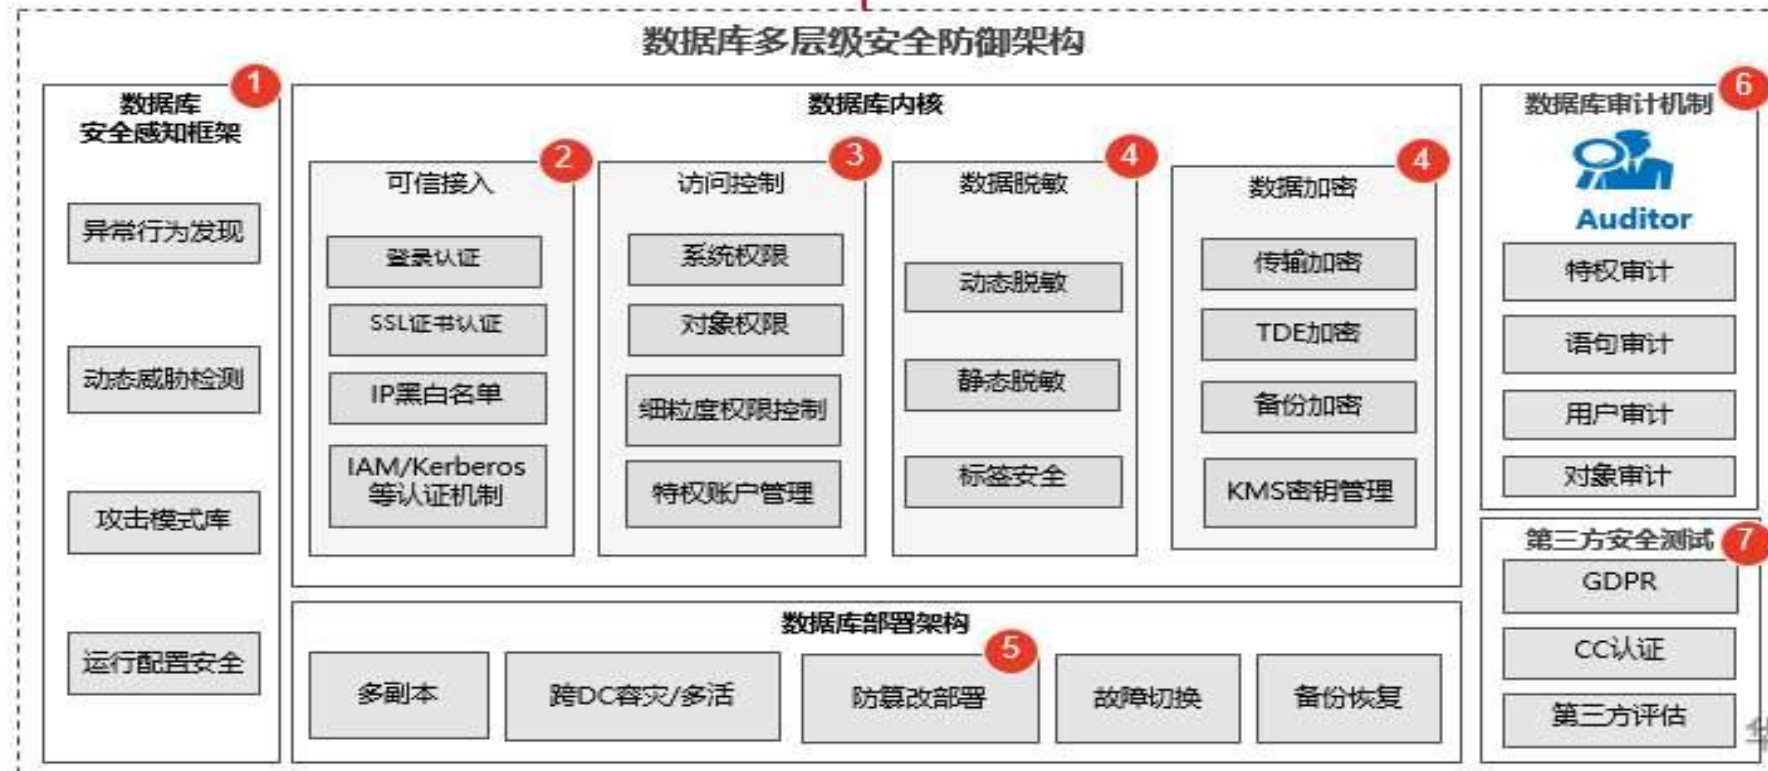 数据库多层级安全防御架构
1
数据库
安全感知框架
异常行为发现
动态威胁检测
攻击模式库
运行配置安全
数据库内核
2
可信接入
登录认证
SSL证书认证
IP黑白名单
IAM/Kerberos
等认证机制
3
访问控制
系统权限
对象权限
细粒度权限控制
特权账户管理
4
数据脱敏
动态脱敏
静态脱敏
标签安全
4
数据加密
传输加密
TDE加密
备份加密
KMS密钥管理
数据库部署架构
多副本
跨DC容灾/多活
5
防篡改部署
故障切换
备份恢复
6
数据库审计机制
Auditor
特权审计
语句审计
用户审计
对象审计
第三方安全测试
7
GDPR
CC认证
第三方评估